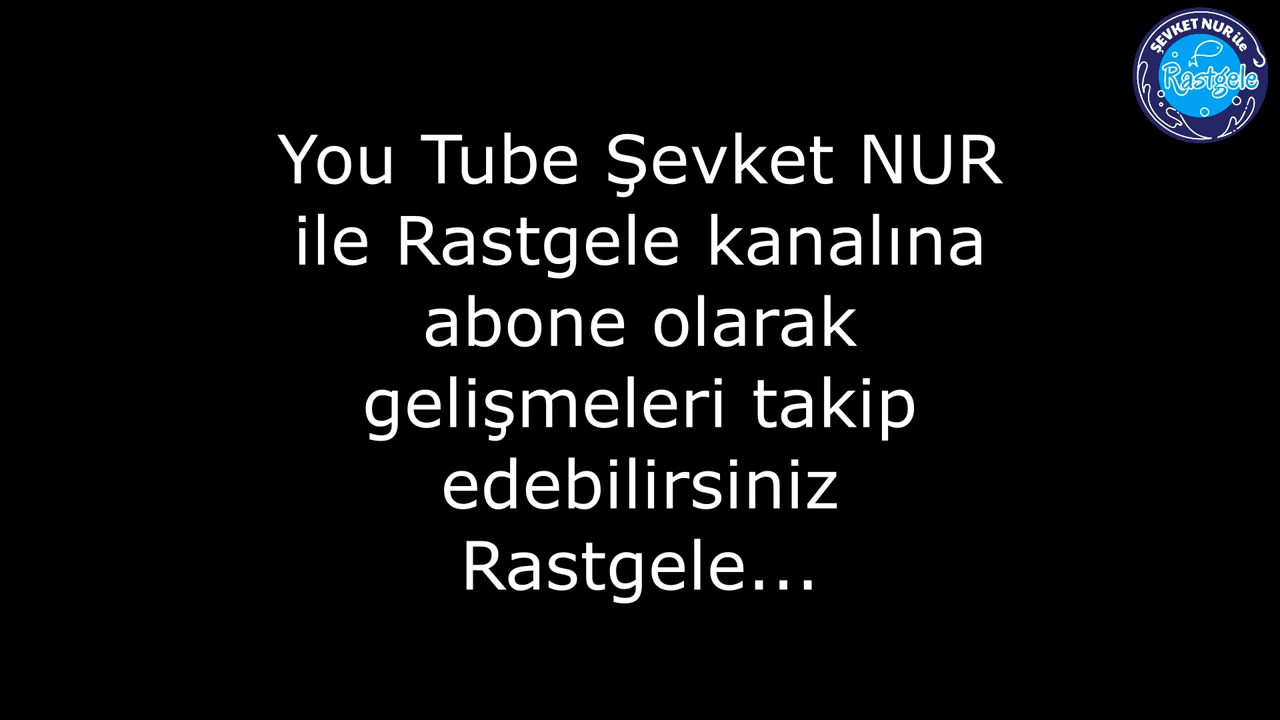 ŞEVKET NUR ile
Rastgele
You Tube Şevket NUR
ile Rastgele kanalına
abone olarak
gelişmeleri takip
edebilirsiniz
Rastgele...